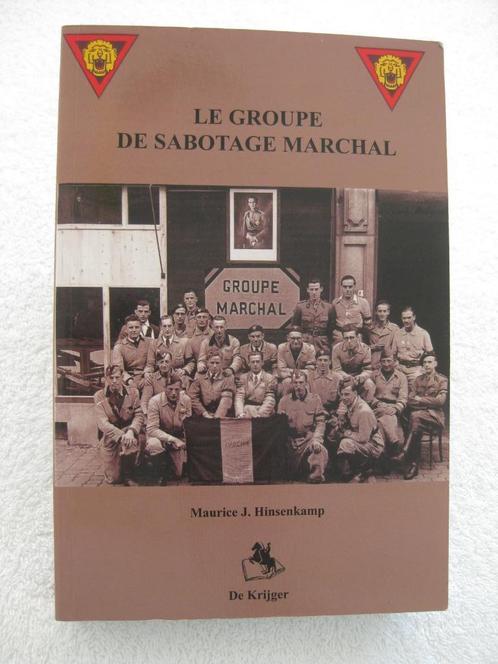 LE GROUPE
DE SABOTAGE MARCHAL
GROUPE
MARCHAL
Maurice J. Hinsenkamp
De Krijger